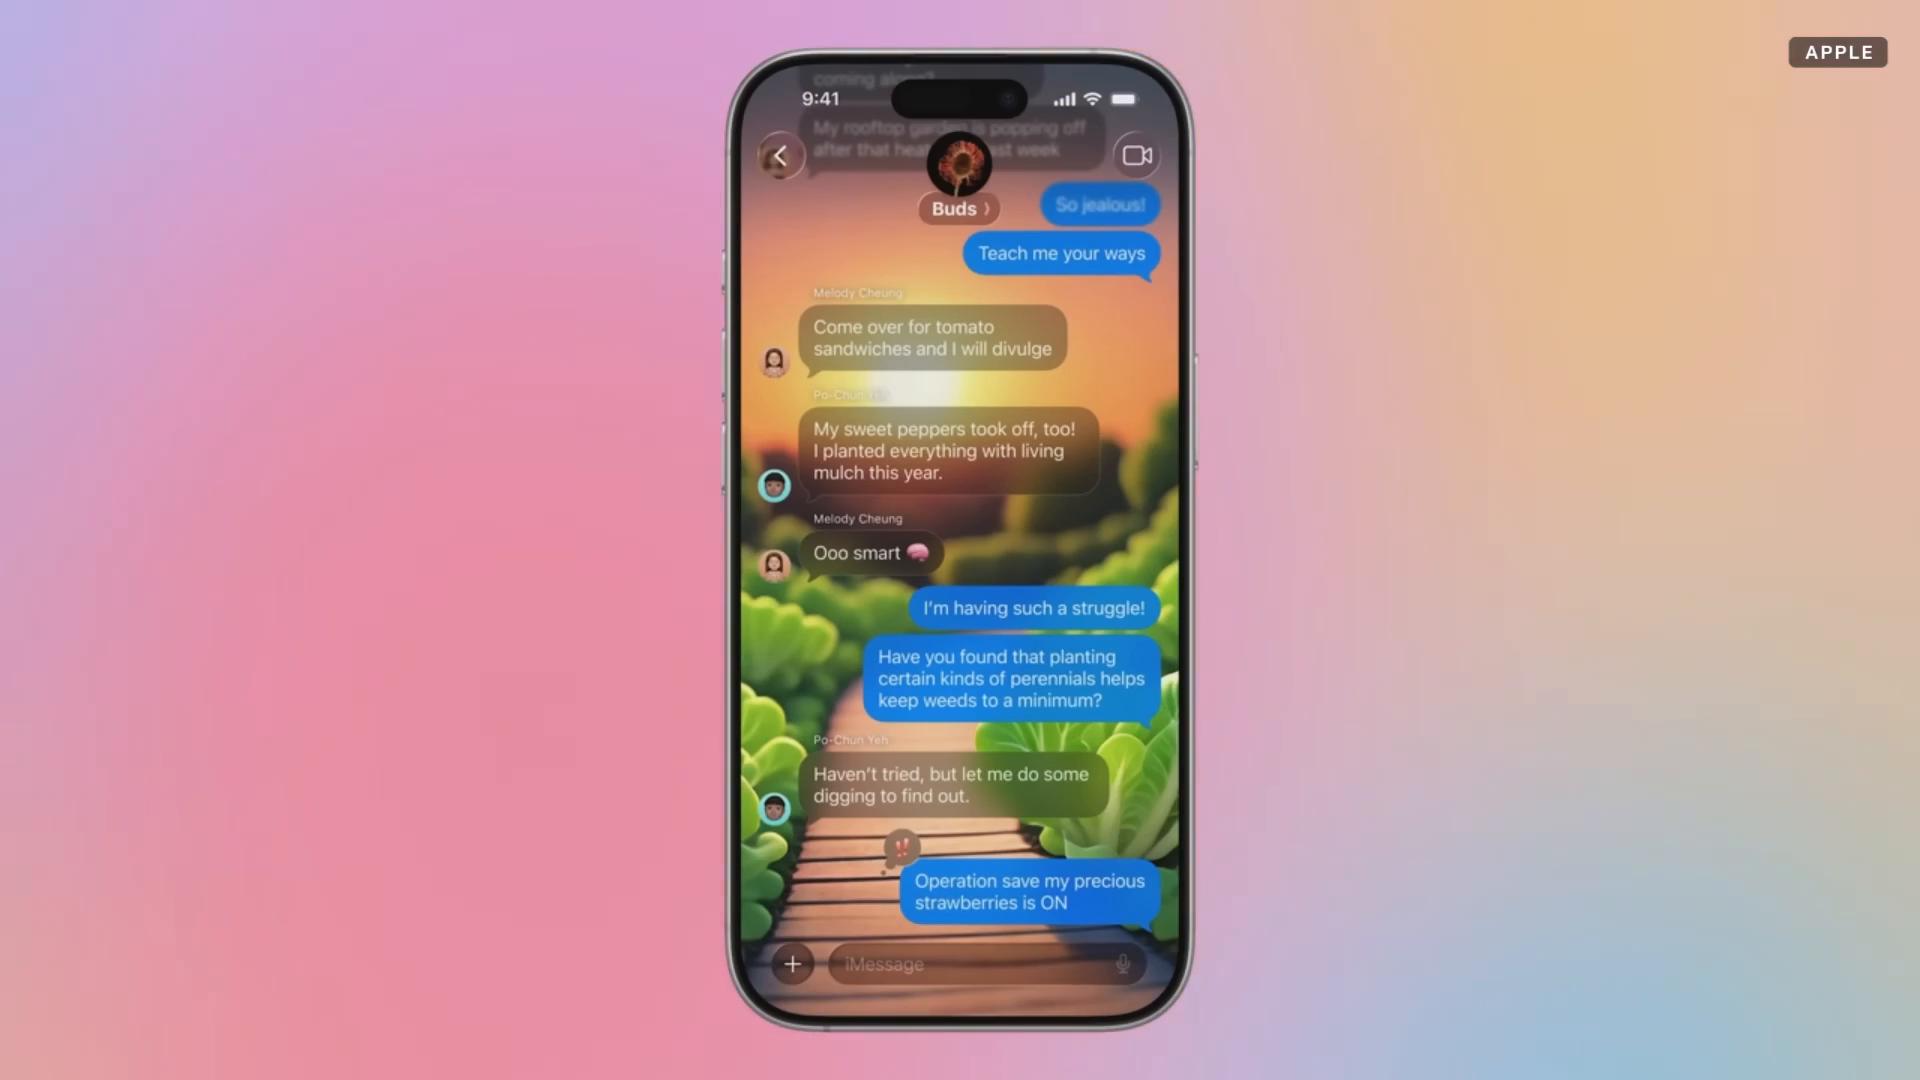 APPLE
coming along?
9:41
My rooftop garden is popping off
after that heat last week
Buds
So jealous!
Teach me your ways
Melody Cheung
Come over for tomato
sandwiches and I will divulge
Po-Chun Yeh
My sweet peppers took off, too!
I planted everything with living
mulch this year.
Melody Cheung
Ooo smart 🧠
I'm having such a struggle!
Have you found that planting
certain kinds of perennials helps
keep weeds to a minimum?
Po-Chun Yeh
Haven't tried, but let me do some
digging to find out.
‼️
Operation save my precious
strawberries is ON
iMessage